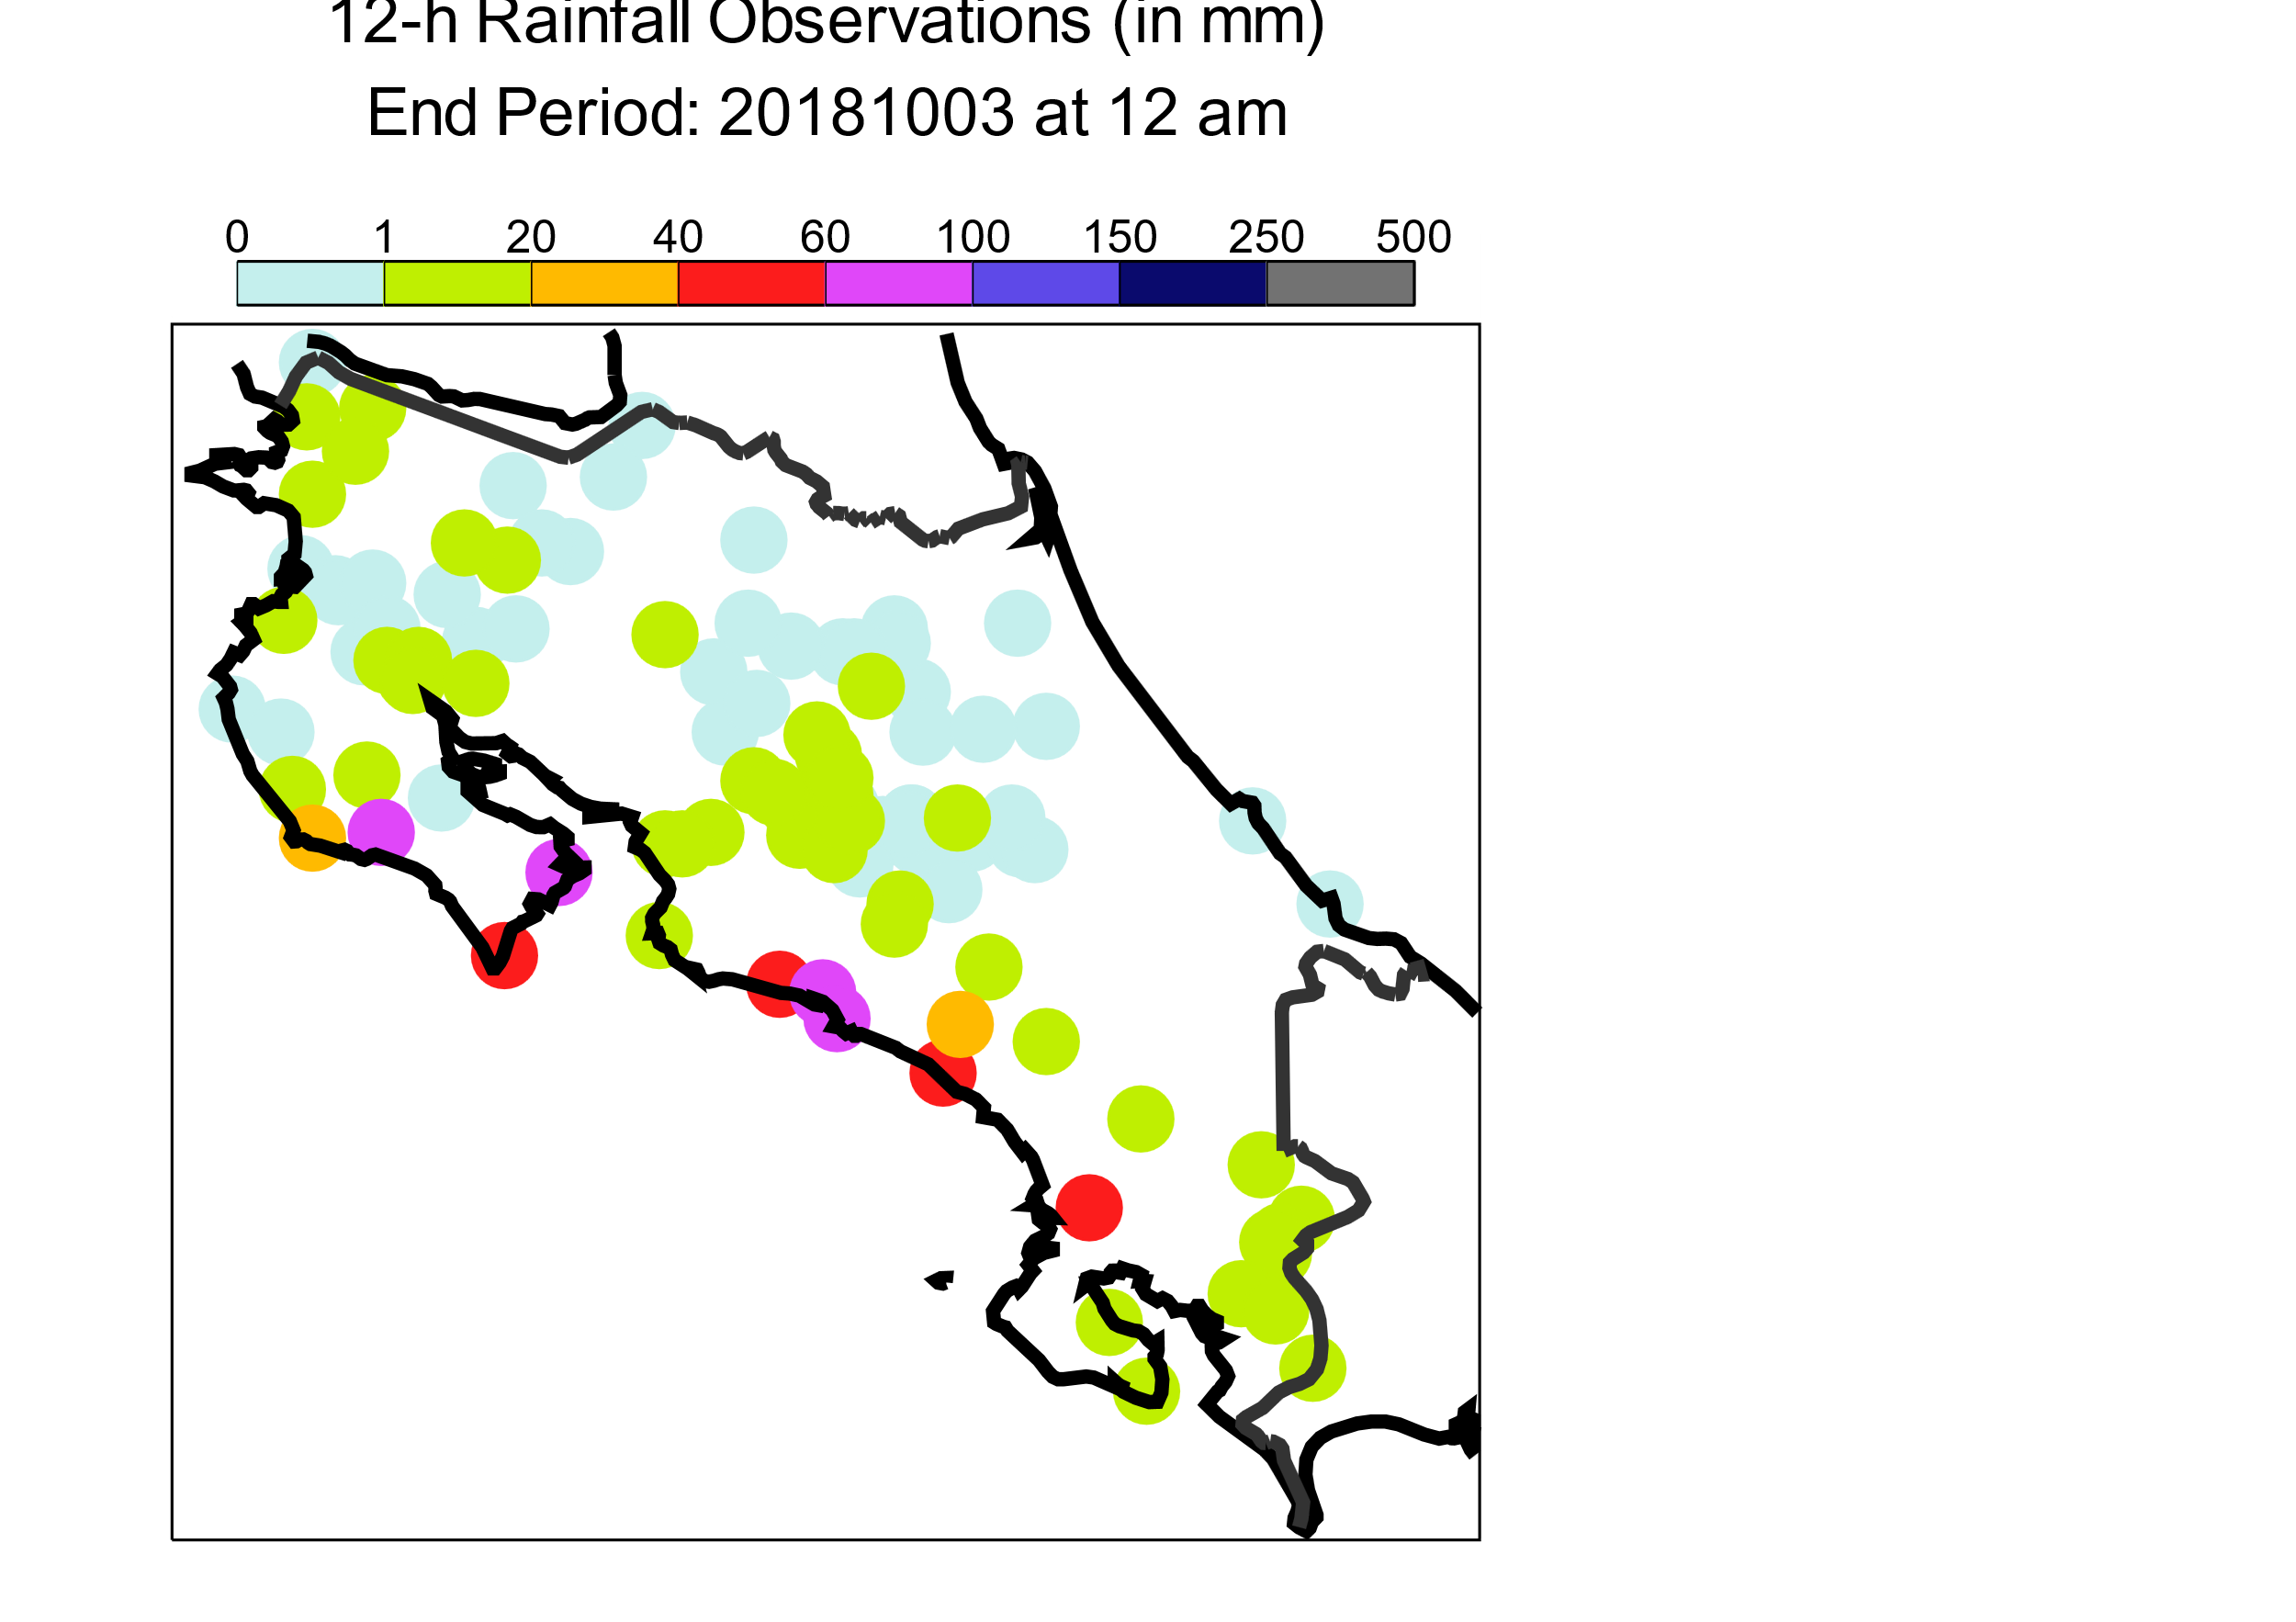 12-h Rainfall Observations (in mm)
End Period: 20181003 at 12 am
0 1 20 40 60 100 150 250 500